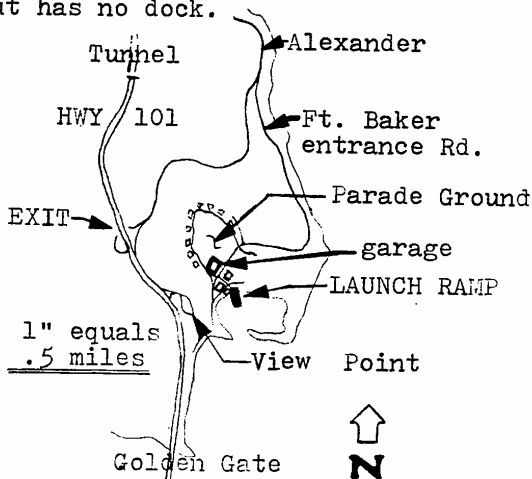 ut has no dock.
Alexander
Tunnel
HWY 101
Ft. Baker
entrance Rd.
Parade Ground
EXIT
garage
LAUNCH RAMP
1" equals
.5 miles
View Point
Golden Gate
N